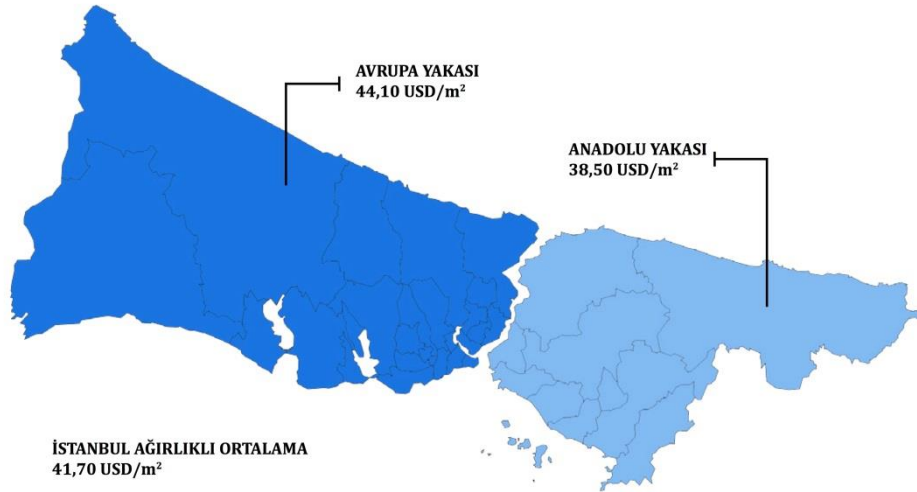 AVRUPA YAKASI
44,10 USD/m²
ANADOLU YAKASI
38,50 USD/m²
İSTANBUL AĞIRLIKLI ORTALAMA
41,70 USD/m²